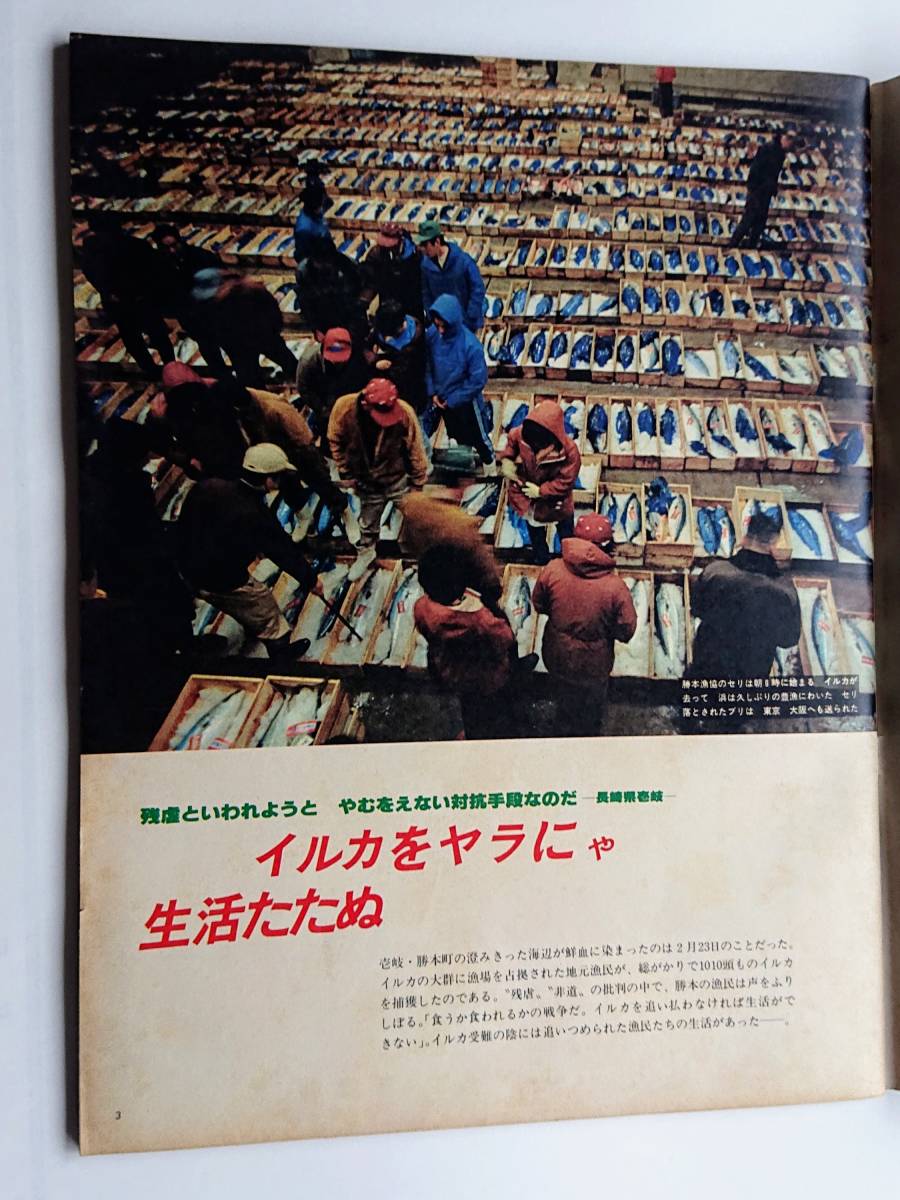 勝本漁協のセリは朝8時に始まる　イルカが
去って　浜は久しぶりの豊漁にわいた　セリ
落とされたブリは　東京　大阪へも送られた
残虐といわれようと　やむをえない対抗手段なのだ —長崎県壱岐—
イルカをヤラにゃ
生活たたぬ
壱岐・勝本町の澄みきった海辺が鮮血に染まったのは2月23日のことだった。
イルカの大群に漁場を占拠された地元漁民が、総がかりで1010頭ものイルカ
を捕獲したのである。〝残虐〟〝非道〟の批判の中で、勝本の漁民は声をふり
しぼる。「食うか食われるかの戦争だ。イルカを追い払わなければ生活がで
きない」。イルカ受難の陰には追いつめられた漁民たちの生活があった——。
3